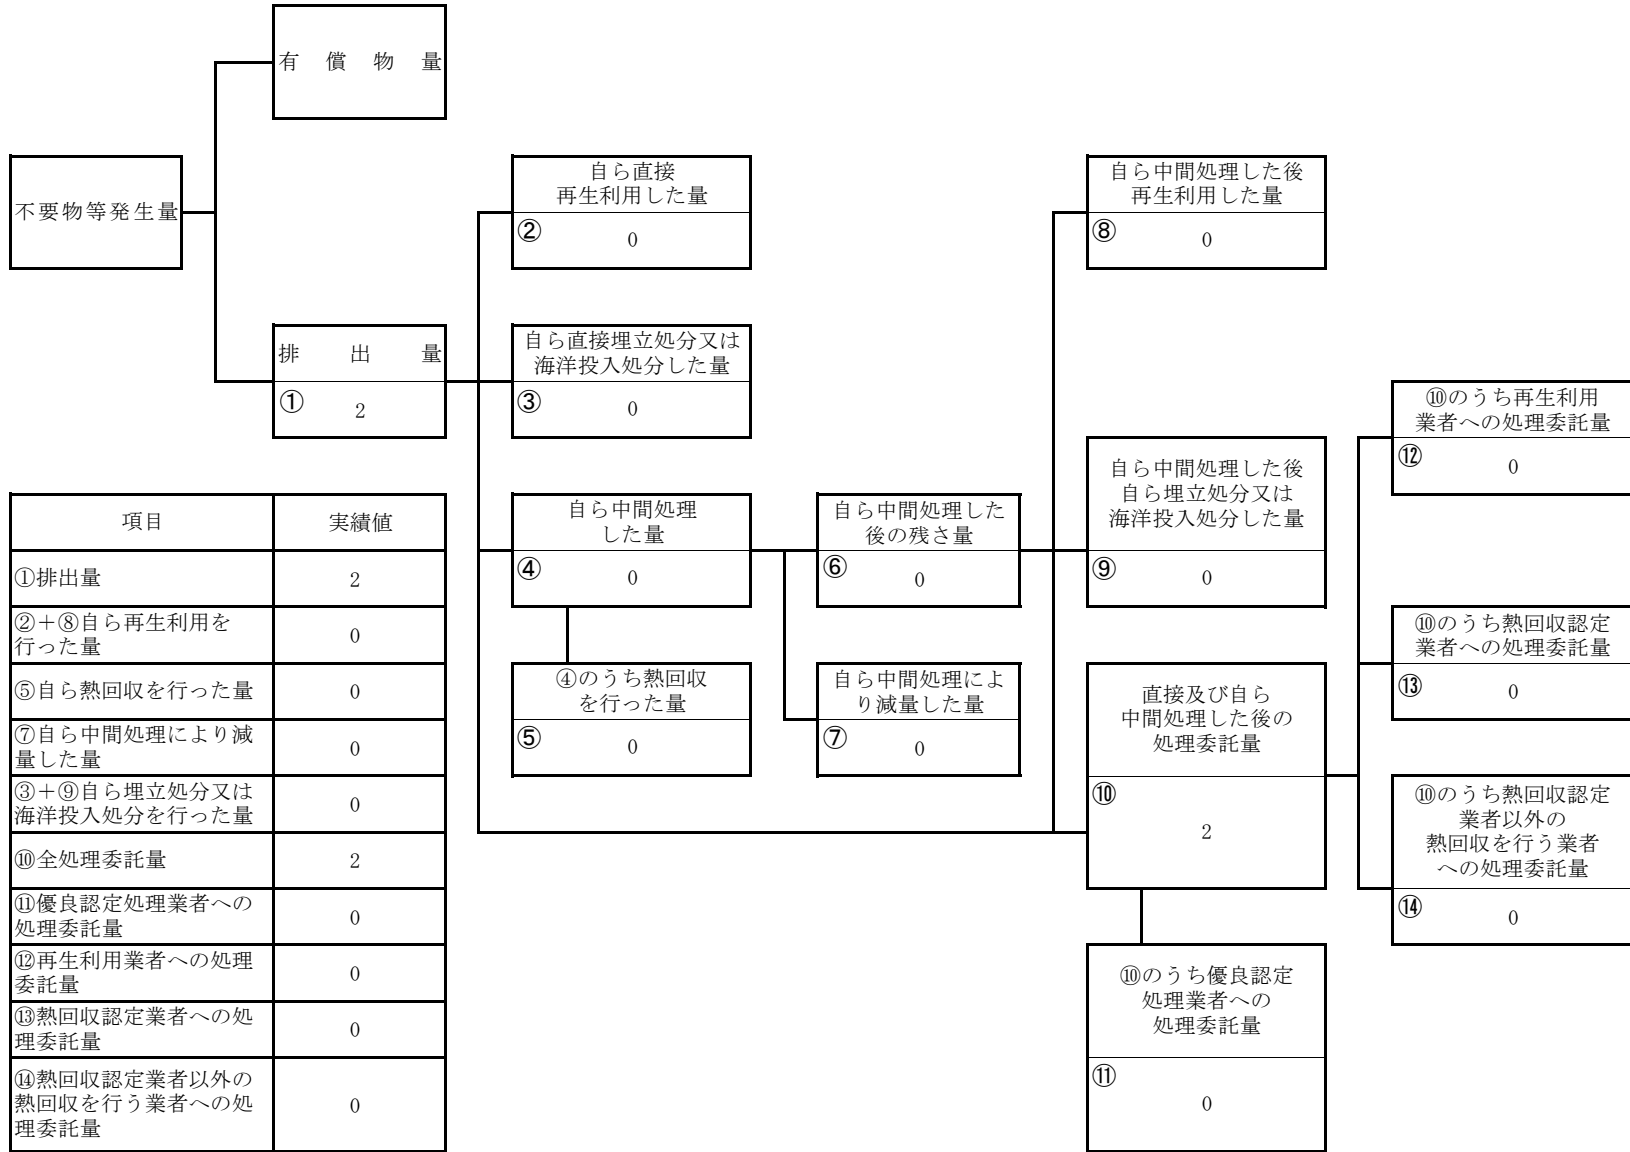 有償物量
不要物等発生量
排出量
①
2
自ら直接
再生利用した量
②
0
自ら直接埋立処分又は
海洋投入処分した量
③
0
自ら中間処理
した量
④
0
④のうち熱回収
を行った量
⑤
0
自ら中間処理した
後の残さ量
⑥
0
自ら中間処理によ
り減量した量
⑦
0
自ら中間処理した後
再生利用した量
⑧
0
自ら中間処理した後
自ら埋立処分又は
海洋投入処分した量
⑨
0
直接及び自ら
中間処理した後の
処理委託量
⑩
2
⑩のうち優良認定
処理業者への
処理委託量
⑪
0
⑩のうち再生利用
業者への処理委託量
⑫
0
⑩のうち熱回収認定
業者への処理委託量
⑬
0
⑩のうち熱回収認定
業者以外の
熱回収を行う業者
への処理委託量
⑭
0
項目 実績値
①排出量 2
②+⑧自ら再生利用を
行った量 0
⑤自ら熱回収を行った量 0
⑦自ら中間処理により減
量した量 0
③+⑨自ら埋立処分又は
海洋投入処分を行った量 0
⑩全処理委託量 2
⑪優良認定処理業者への
処理委託量 0
⑫再生利用業者への処理
委託量 0
⑬熱回収認定業者への処
理委託量 0
⑭熱回収認定業者以外の
熱回収を行う業者への処
理委託量 0